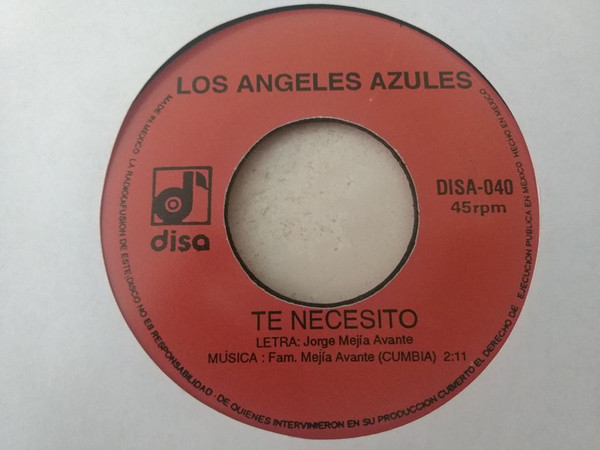 LOS ANGELES AZULES
disa
DISA-040
45rpm
TE NECESITO
LETRA: Jorge Mejía Avante
MÚSICA : Fam. Mejía Avante (CUMBIA) 2:11
MADE IN MEXICO LA RADIODIFUSION DE ESTE DISCO NO ES RESPONSABILIDAD : DE QUIENES INTERVINIERON EN SU PRODUCCION CUBIERTO EL DERECHO DE EJECUCION PUBLICA EN MEXICO HECHO EN MEXICO